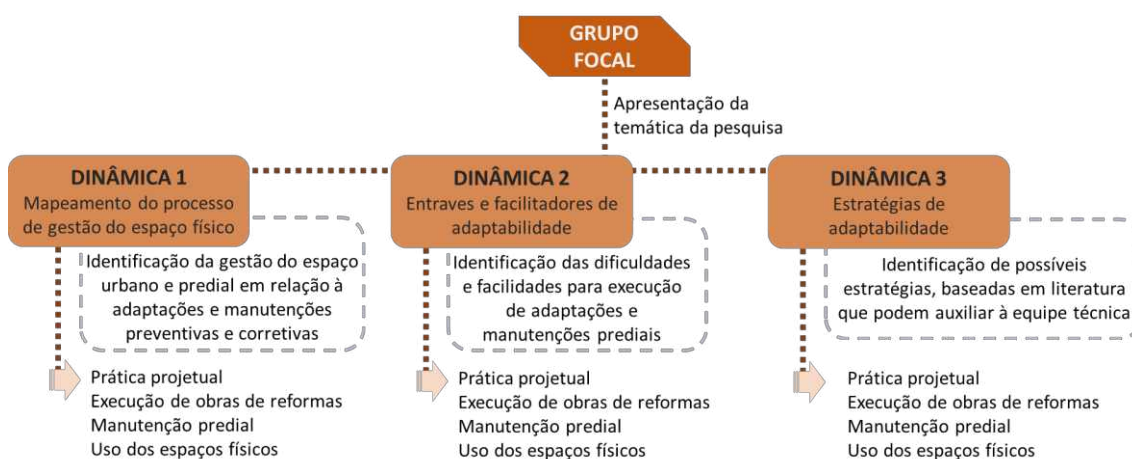 GRUPO
FOCAL
Apresentação da
temática da pesquisa
DINÂMICA 1
Mapeamento do processo
de gestão do espaço físico
Identificação da gestão do espaço
urbano e predial em relação à
adaptações e manutenções
preventivas e corretivas
Prática projetual
Execução de obras de reformas
Manutenção predial
Uso dos espaços físicos
DINÂMICA 2
Entraves e facilitadores de
adaptabilidade
Identificação das dificuldades
e facilidades para execução
de adaptações e
manutenções prediais
Prática projetual
Execução de obras de reformas
Manutenção predial
Uso dos espaços físicos
DINÂMICA 3
Estratégias de
adaptabilidade
Identificação de possíveis
estratégias, baseadas em literatura
que podem auxiliar à equipe técnica
Prática projetual
Execução de obras de reformas
Manutenção predial
Uso dos espaços físicos